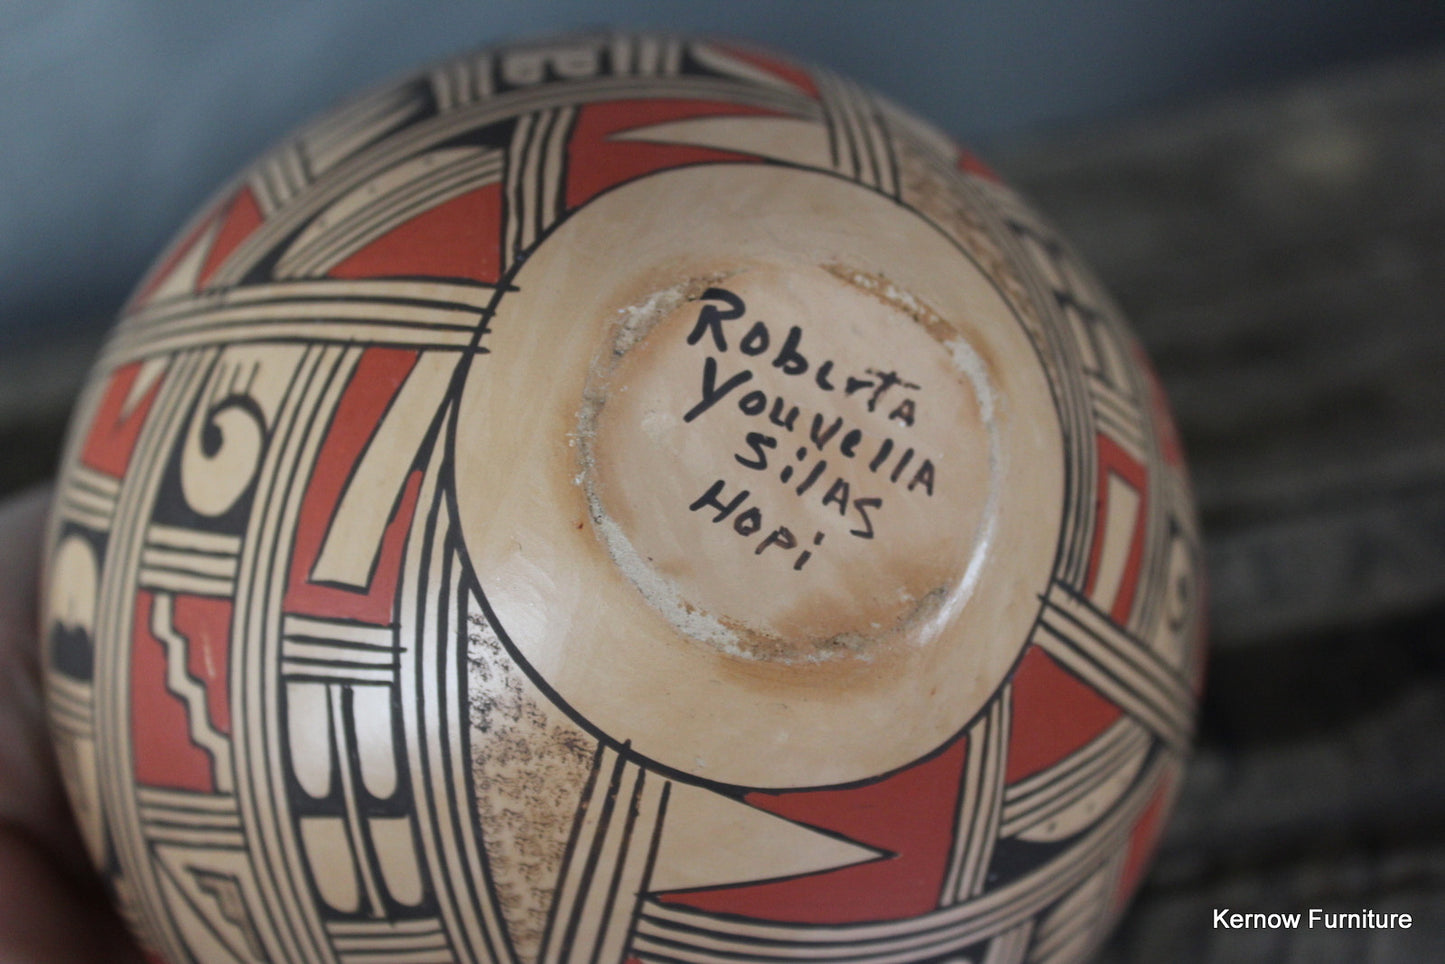 Roberta
Youvella
Silas
Hopi
Kernow Furniture